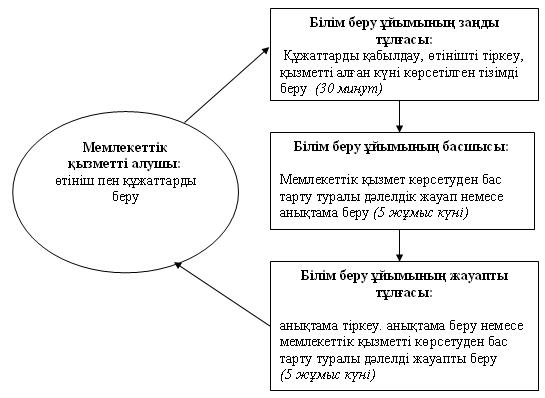 Мемлекеттік
қызметті алушы:
өтініш пен құжаттарды
беру
Білім беру ұйымының заңды
тұлғасы:
Құжаттарды қабылдау, өтінішті тіркеу,
қызметті алған күні көрсетілген тізімді
беру (30 минут)
Білім беру ұйымының басшысы:
Мемлекеттік қызмет көрсетуден бас
тарту туралы дәлелдік жауап немесе
анықтама беру (5 жұмыс күні)
Білім беру ұйымының жауапты
тұлғасы:
анықтама тіркеу. анықтама беру немесе
мемлекеттік қызметті көрсетуден бас
тарту туралы дәлелді жауапты беру
(5 жұмыс күні)